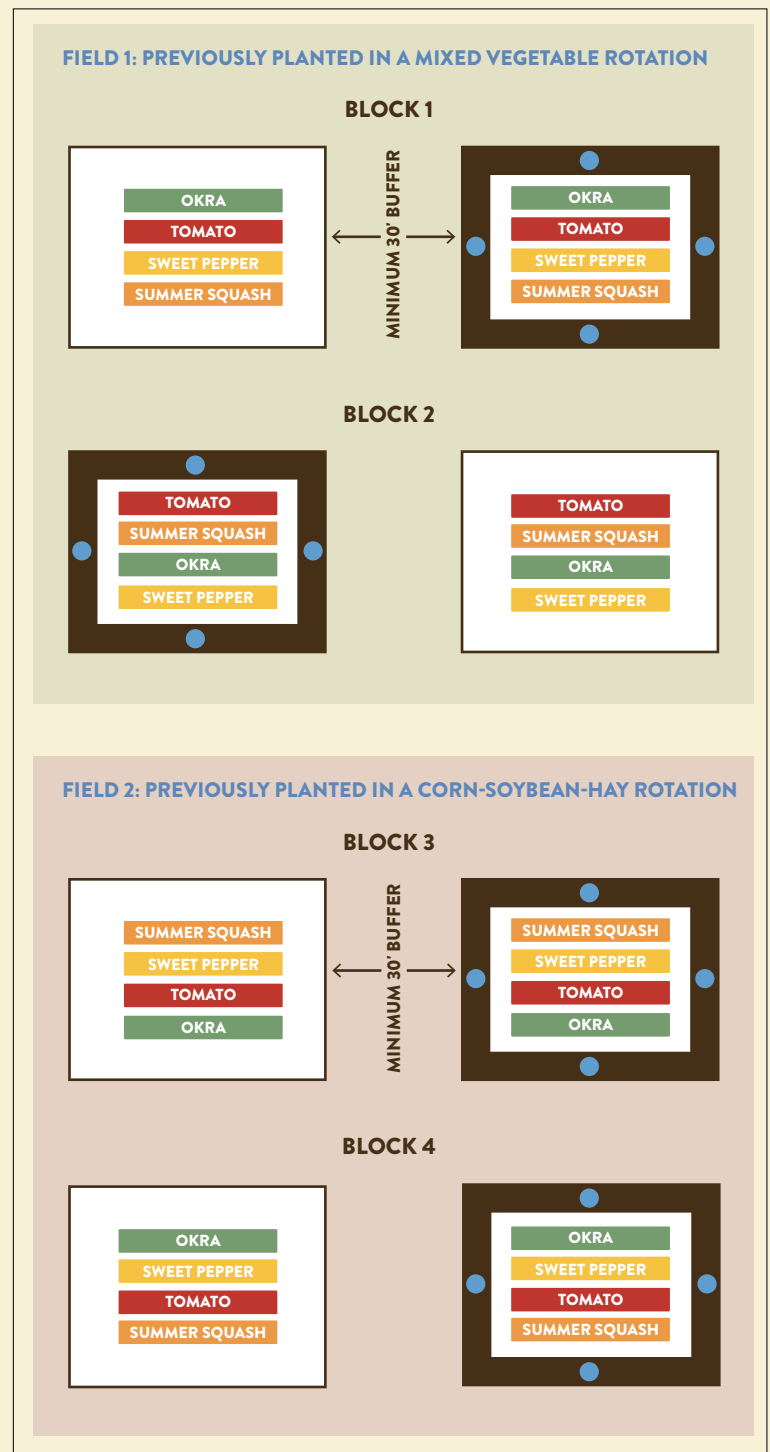 FIELD 1: PREVIOUSLY PLANTED IN A MIXED VEGETABLE ROTATION
BLOCK 1
OKRA
TOMATO
SWEET PEPPER
SUMMER SQUASH
MINIMUM 30' BUFFER
OKRA
TOMATO
SWEET PEPPER
SUMMER SQUASH
BLOCK 2
TOMATO
SUMMER SQUASH
OKRA
SWEET PEPPER
TOMATO
SUMMER SQUASH
OKRA
SWEET PEPPER
FIELD 2: PREVIOUSLY PLANTED IN A CORN-SOYBEAN-HAY ROTATION
BLOCK 3
SUMMER SQUASH
SWEET PEPPER
TOMATO
OKRA
MINIMUM 30' BUFFER
SUMMER SQUASH
SWEET PEPPER
TOMATO
OKRA
BLOCK 4
OKRA
SWEET PEPPER
TOMATO
SUMMER SQUASH
OKRA
SWEET PEPPER
TOMATO
SUMMER SQUASH